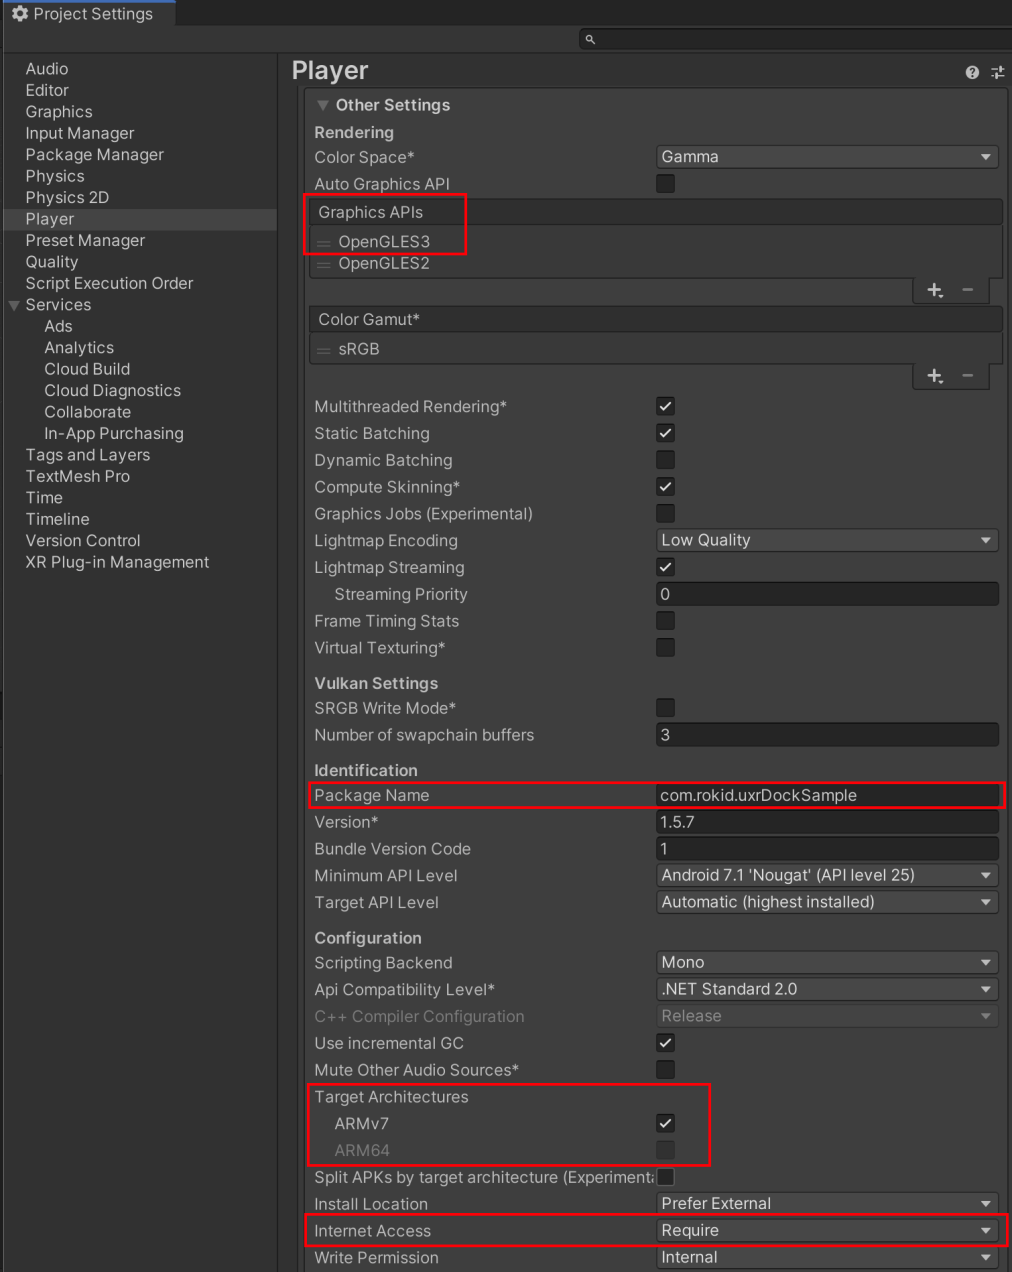 Project Settings
Audio
Editor
Graphics
Input Manager
Package Manager
Physics
Physics 2D
Player
Preset Manager
Quality
Script Execution Order
Services
Ads
Analytics
Cloud Build
Cloud Diagnostics
Collaborate
In-App Purchasing
Tags and Layers
TextMesh Pro
Time
Timeline
Version Control
XR Plug-in Management
Player
Other Settings
Rendering
Color Space* Gamma
Auto Graphics API
Graphics APIs
OpenGLES3
OpenGLES2
Color Gamut*
sRGB
Multithreaded Rendering*
Static Batching
Dynamic Batching
Compute Skinning*
Graphics Jobs (Experimental)
Lightmap Encoding Low Quality
Lightmap Streaming
Streaming Priority 0
Frame Timing Stats
Virtual Texturing*
Vulkan Settings
SRGB Write Mode*
Number of swapchain buffers 3
Identification
Package Name com.rokid.uxrDockSample
Version* 1.5.7
Bundle Version Code 1
Minimum API Level Android 7.1 'Nougat' (API level 25)
Target API Level Automatic (highest installed)
Configuration
Scripting Backend Mono
Api Compatibility Level* .NET Standard 2.0
C++ Compiler Configuration Release
Use incremental GC
Mute Other Audio Sources*
Target Architectures
ARMv7
ARM64
Split APKs by target architecture (Experimenta
Install Location Prefer External
Internet Access Require
Write Permission Internal